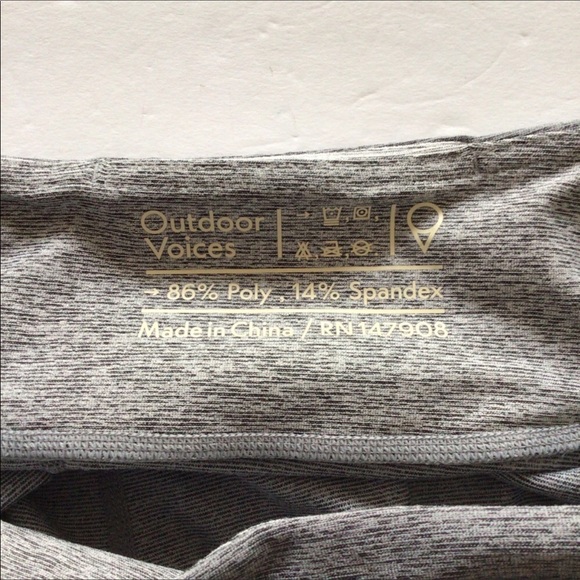 Outdoor
Voices
→ 86% Poly, 14% Spandex
Made in China / RN 147908